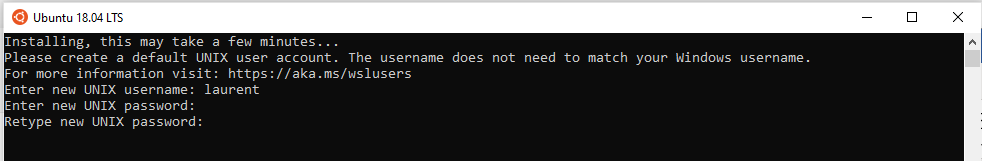 Ubuntu 18.04 LTS
Installing, this may take a few minutes...
Please create a default UNIX user account. The username does not need to match your Windows username.
For more information visit: https://aka.ms/wslusers
Enter new UNIX username: laurent
Enter new UNIX password:
Retype new UNIX password: